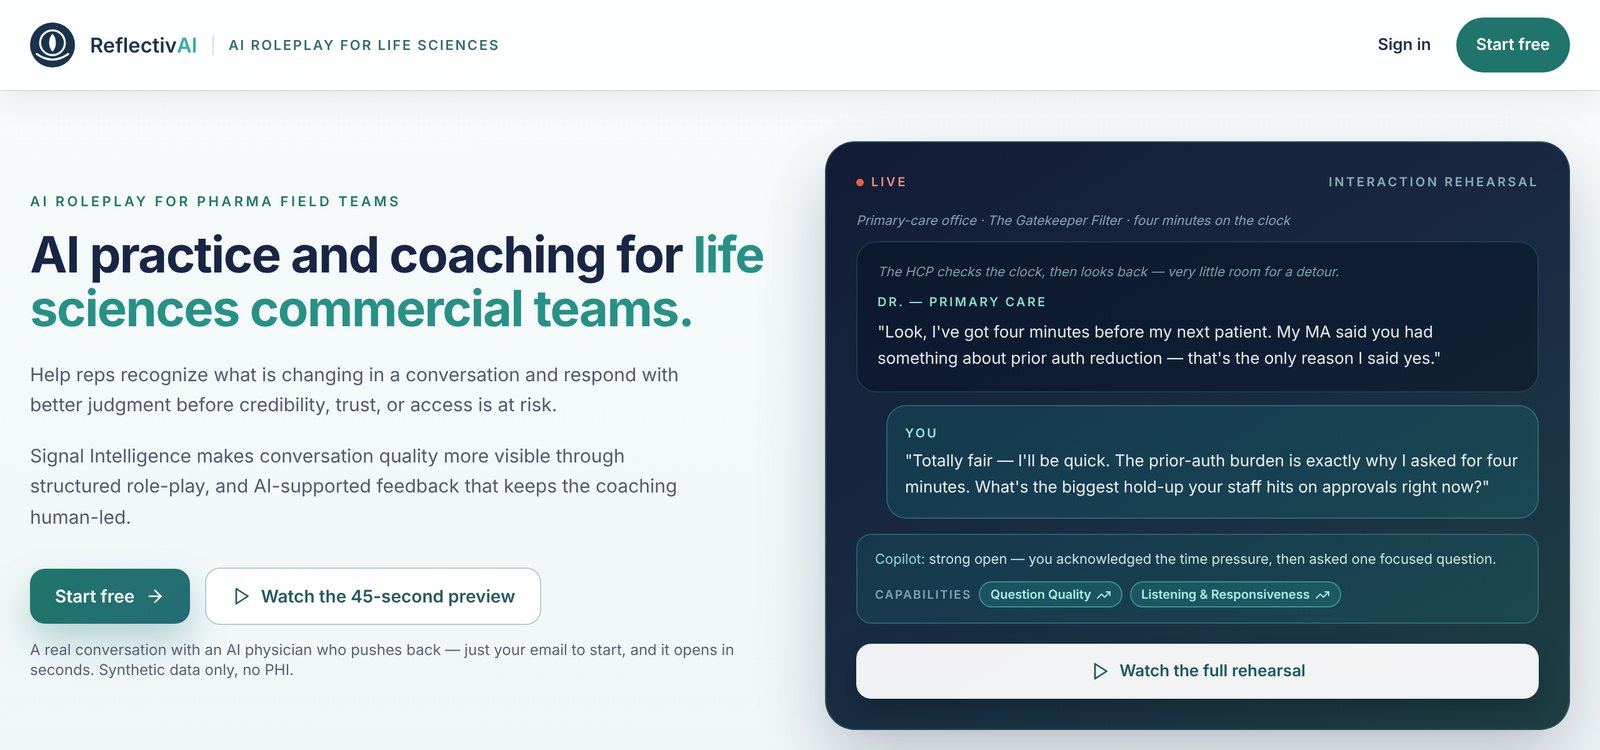 ReflectivAI
AI ROLEPLAY FOR LIFE SCIENCES
Sign in
Start free
AI ROLEPLAY FOR PHARMA FIELD TEAMS
AI practice and coaching for life
sciences commercial teams.
Help reps recognize what is changing in a conversation and respond with
better judgment before credibility, trust, or access is at risk.
Signal Intelligence makes conversation quality more visible through
structured role-play, and AI-supported feedback that keeps the coaching
human-led.
Start free →
Watch the 45-second preview
A real conversation with an AI physician who pushes back — just your email to start, and it opens in
seconds. Synthetic data only, no PHI.
LIVE
INTERACTION REHEARSAL
Primary-care office · The Gatekeeper Filter · four minutes on the clock
The HCP checks the clock, then looks back — very little room for a detour.
DR. — PRIMARY CARE
"Look, I've got four minutes before my next patient. My MA said you had
something about prior auth reduction — that's the only reason I said yes."
YOU
"Totally fair — I'll be quick. The prior-auth burden is exactly why I asked for four
minutes. What's the biggest hold-up your staff hits on approvals right now?"
Copilot: strong open — you acknowledged the time pressure, then asked one focused question.
CAPABILITIES
Question Quality
Listening & Responsiveness
Watch the full rehearsal